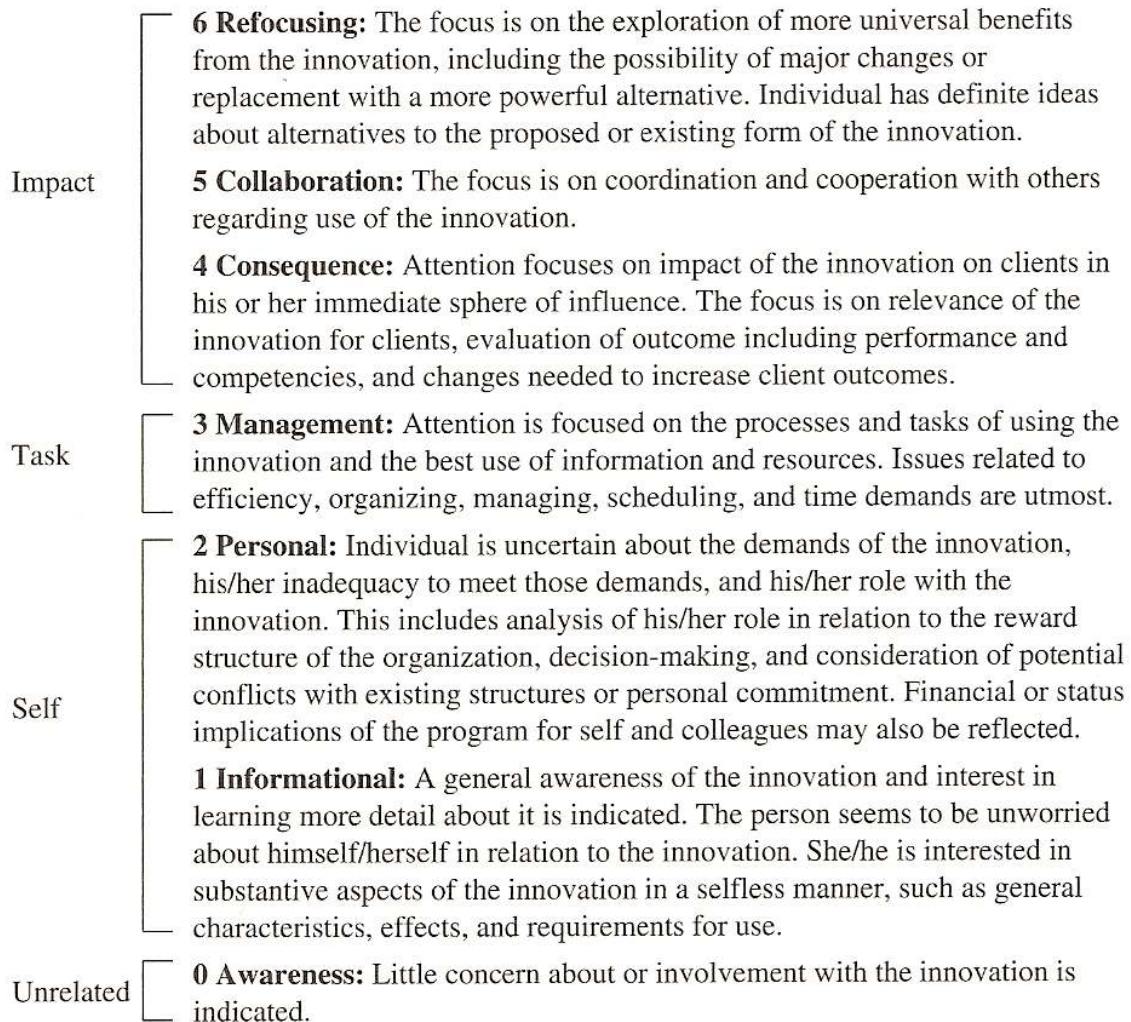 6 Refocusing: The focus is on the exploration of more universal benefits
from the innovation, including the possibility of major changes or
replacement with a more powerful alternative. Individual has definite ideas
about alternatives to the proposed or existing form of the innovation.
Impact
5 Collaboration: The focus is on coordination and cooperation with others
regarding use of the innovation.
4 Consequence: Attention focuses on impact of the innovation on clients in
his or her immediate sphere of influence. The focus is on relevance of the
innovation for clients, evaluation of outcome including performance and
competencies, and changes needed to increase client outcomes.
3 Management: Attention is focused on the processes and tasks of using the
Task
innovation and the best use of information and resources. Issues related to
efficiency, organizing, managing, scheduling, and time demands are utmost.
2 Personal: Individual is uncertain about the demands of the innovation,
his/her inadequacy to meet those demands, and his/her role with the
innovation. This includes analysis of his/her role in relation to the reward
structure of the organization, decision-making, and consideration of potential
conflicts with existing structures or personal commitment. Financial or status
Self
implications of the program for self and colleagues may also be reflected.
1 Informational: A general awareness of the innovation and interest in
learning more detail about it is indicated. The person seems to be unworried
about himself/herself in relation to the innovation. She/he is interested in
substantive aspects of the innovation in a selfless manner, such as general
characteristics, effects, and requirements for use.
Unrelated
0 Awareness: Little concern about or involvement with the innovation is
indicated.